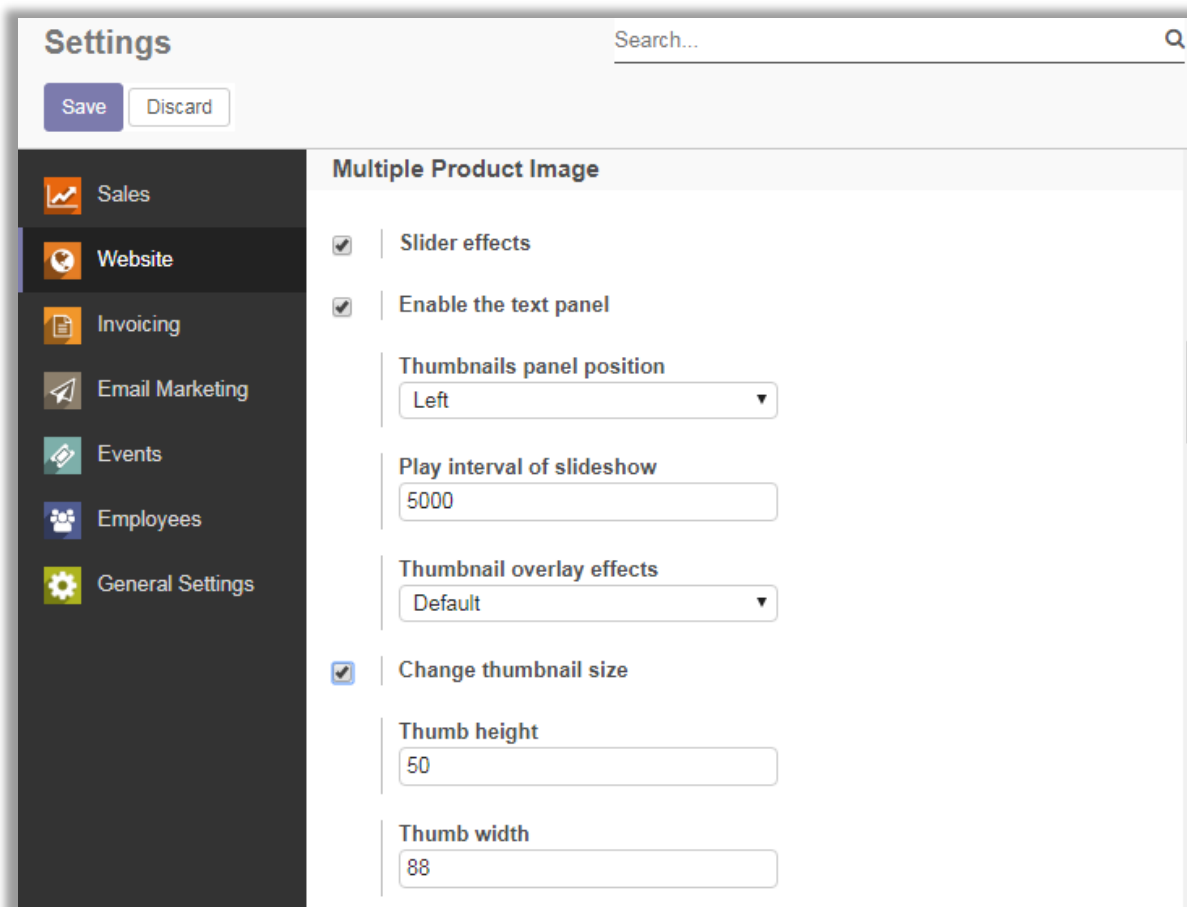 Settings
Search...
Save
Discard
Sales
Website
Invoicing
Email Marketing
Events
Employees
General Settings
Multiple Product Image
Slider effects
Enable the text panel
Thumbnails panel position
Left
Play interval of slideshow
5000
Thumbnail overlay effects
Default
Change thumbnail size
Thumb height
50
Thumb width
88